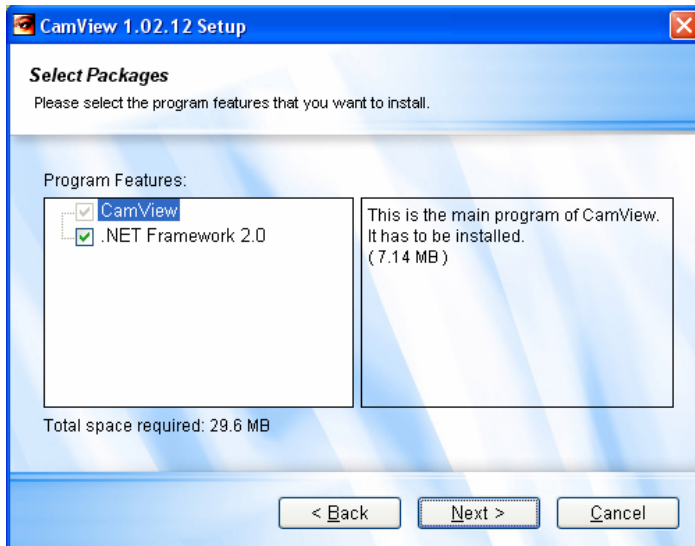 CamView 1.02.12 Setup
Select Packages
Please select the program features that you want to install.
Program Features:
CamView
.NET Framework 2.0
This is the main program of CamView.
It has to be installed.
( 7.14 MB )
Total space required: 29.6 MB
< Back
Next >
Cancel